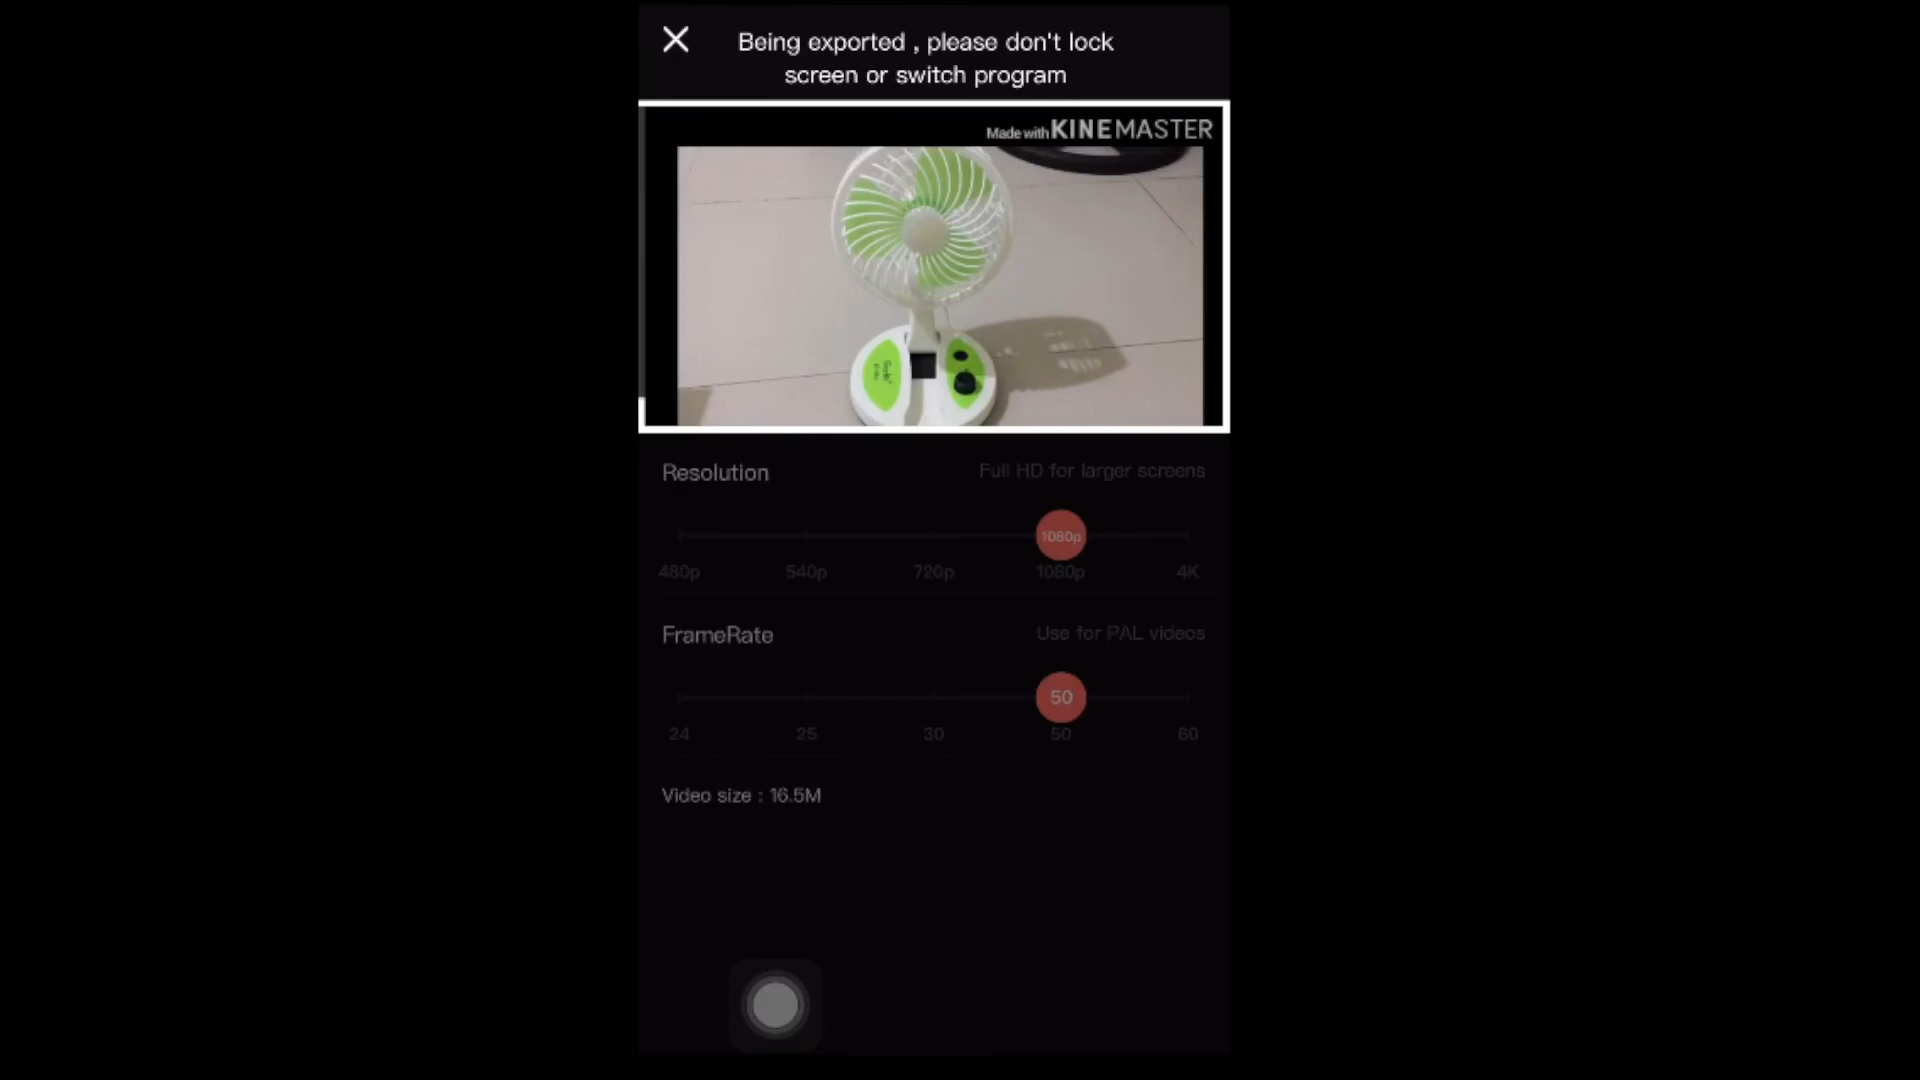 Being exported , please don't lock
screen or switch program
Made with KINEMASTER
Resolution
Full HD for larger screens
1080p
480p 540p 720p 1080p 4K
FrameRate
Use for PAL videos
50
24 25 30 50 60
Video size : 16.5M